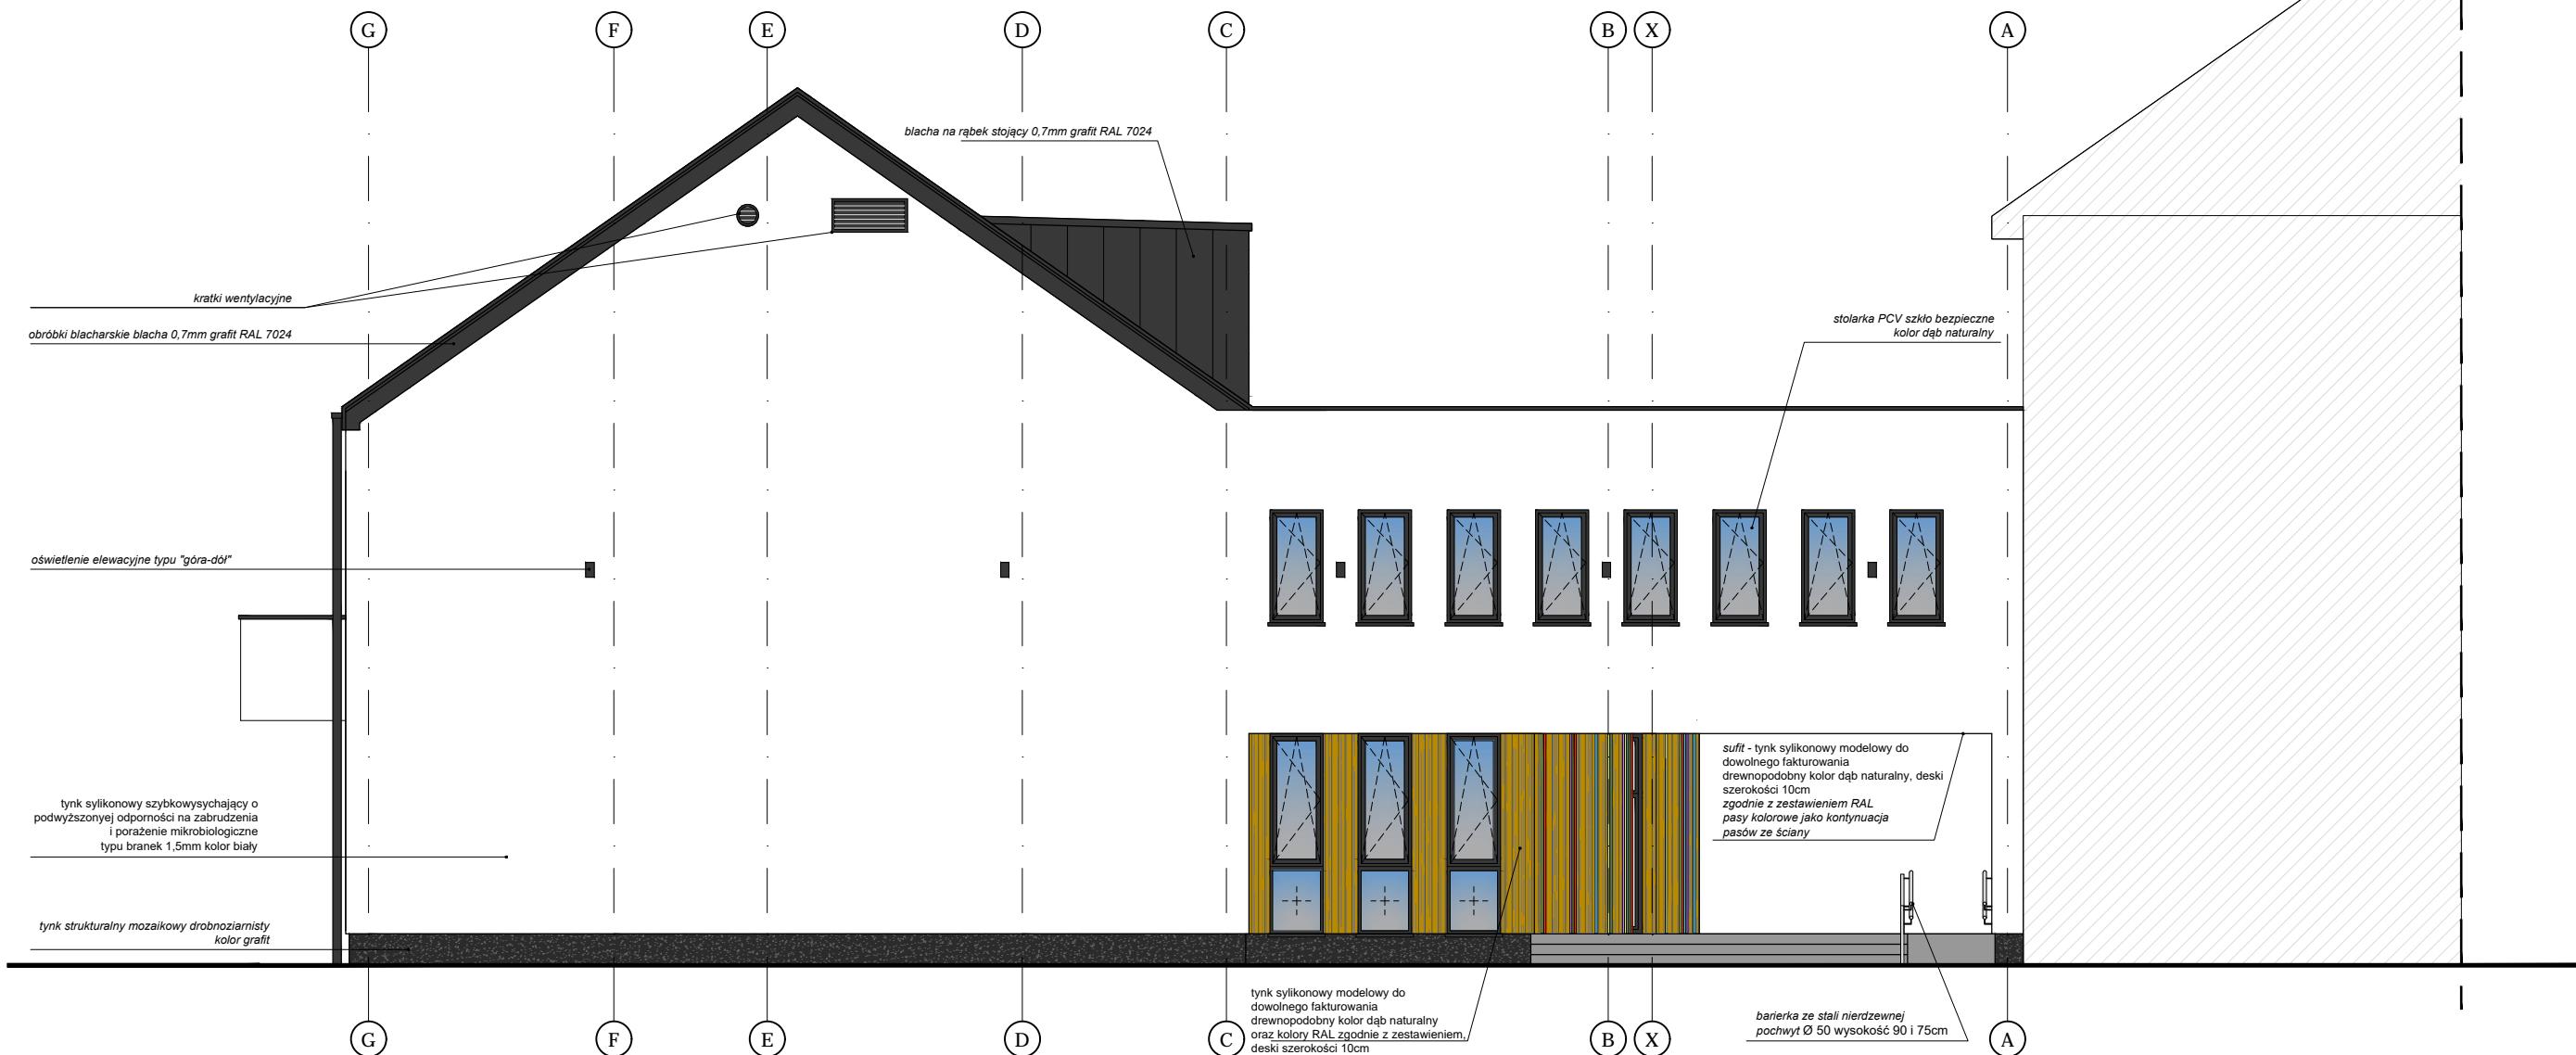 G F E D C B X A
blacha na rąbek stojący 0,7mm grafit RAL 7024
kratki wentylacyjne
obróbki blacharskie blacha 0,7mm grafit RAL 7024
stolarka PCV szkło bezpieczne
kolor dąb naturalny
oświetlenie elewacyjne typu "góra-dół"
sufit - tynk sylikonowy modelowy do
dowolnego fakturowania
drewnopodobny kolor dąb naturalny, deski
szerokości 10cm
zgodnie z zestawieniem RAL
pasy kolorowe jako kontynuacja
pasów ze ściany
tynk sylikonowy szybkowysychający o
podwyższonyej odporności na zabrudzenia
i porażenie mikrobiologiczne
typu branek 1,5mm kolor biały
tynk strukturalny mozaikowy drobnoziarnisty
kolor grafit
tynk sylikonowy modelowy do
dowolnego fakturowania
drewnopodobny kolor dąb naturalny
oraz kolory RAL zgodnie z zestawieniem,
deski szerokości 10cm
barierka ze stali nierdzewnej
pochwyt Ø 50 wysokość 90 i 75cm
G F E D C B X A